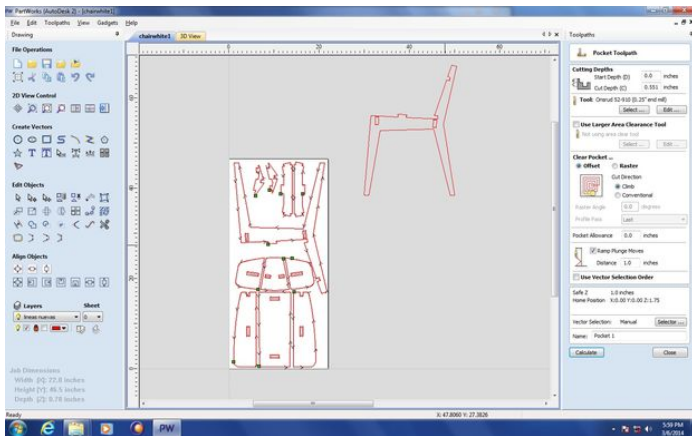 PartWorks (AutoDesk 2) - [chairwhite1]
File Edit Toolpaths View Gadgets Help
Drawing
File Operations
2D View Control
Create Vectors
Edit Objects
Align Objects
Layers Sheet
lineas nuevas 0
Job Dimensions
Width (X): 77.0 inches
Height (Y): 46.5 inches
Depth (Z): 0.78 inches
Ready
chairwhite1 3D View
Toolpaths
Pocket Toolpath
Cutting Depths
Start Depth (D) 0.0 inches
Cut Depth (C) 0.551 inches
Tool: Onsrud 52-910 (0.25" end mill)
Select ... Edit ...
Use Larger Area Clearance Tool
Not using area clear tool
Select ... Edit ...
Clear Pocket ...
Offset Raster
Cut Direction
Climb
Conventional
Raster Angle 0.0 degrees
Profile Pass Last
Pocket Allowance 0.0 inches
Ramp Plunge Moves
Distance 1.0 inches
Use Vector Selection Order
Safe Z 1.0 inches
Home Position X:0.00 Y:0.00 Z:1.75
Vector Selection: Manual Selector ...
Name: Pocket 1
Calculate Close
X: 47.8060 Y: 27.3826
PW
5:59 PM
3/6/2014